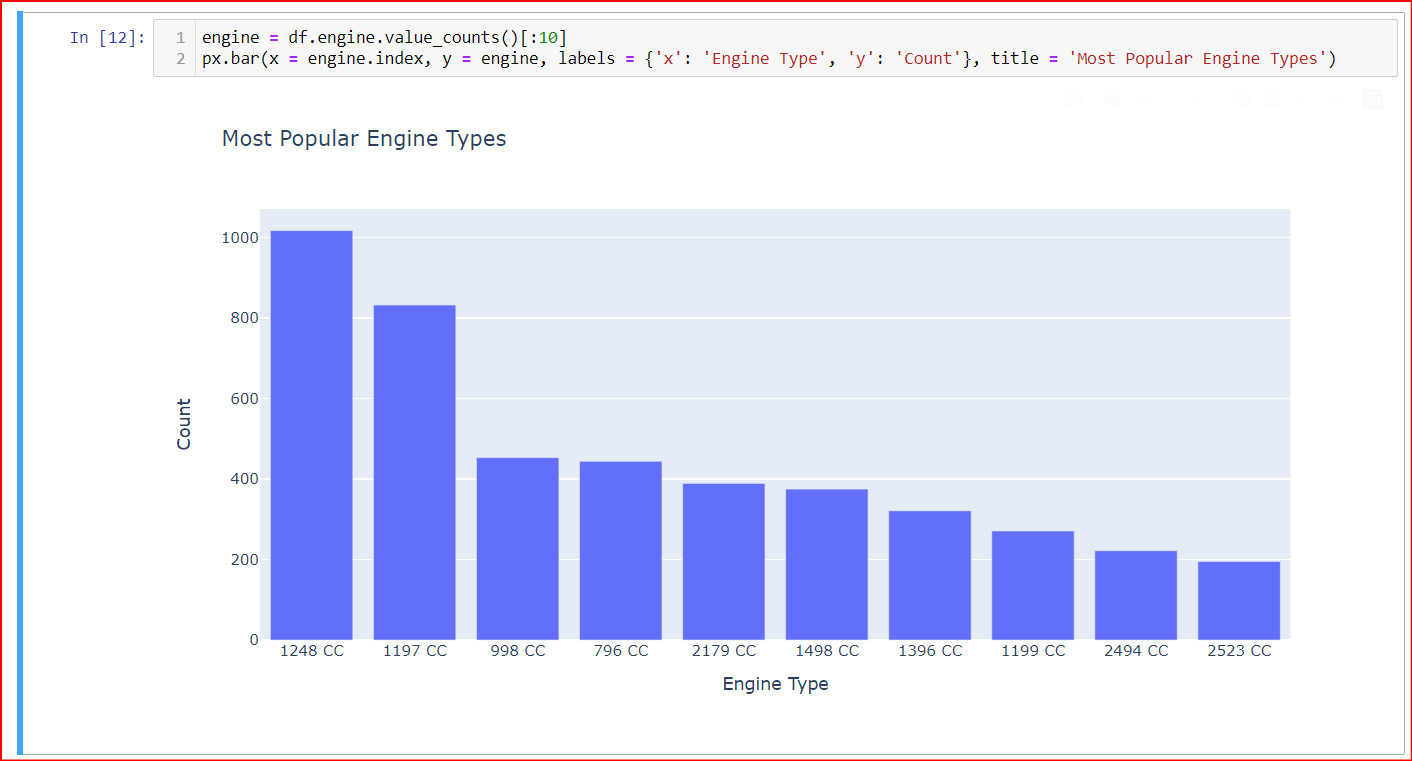 In [12]:
1 engine = df.engine.value_counts()[:10]
2 px.bar(x = engine.index, y = engine, labels = {'x': 'Engine Type', 'y': 'Count'}, title = 'Most Popular Engine Types')
Most Popular Engine Types
1000
800
600
400
200
0
Count
1248 CC 1197 CC 998 CC 796 CC 2179 CC 1498 CC 1396 CC 1199 CC 2494 CC 2523 CC
Engine Type